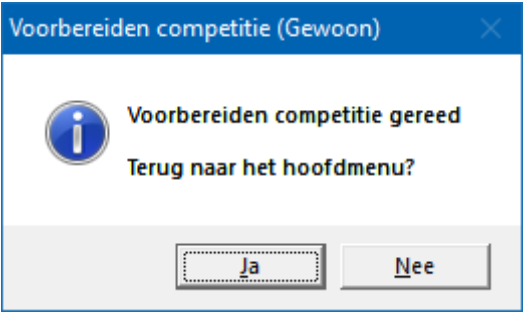 Voorbereiden competitie (Gewoon)
Voorbereiden competitie gereed
Terug naar het hoofdmenu?
Ja
Nee